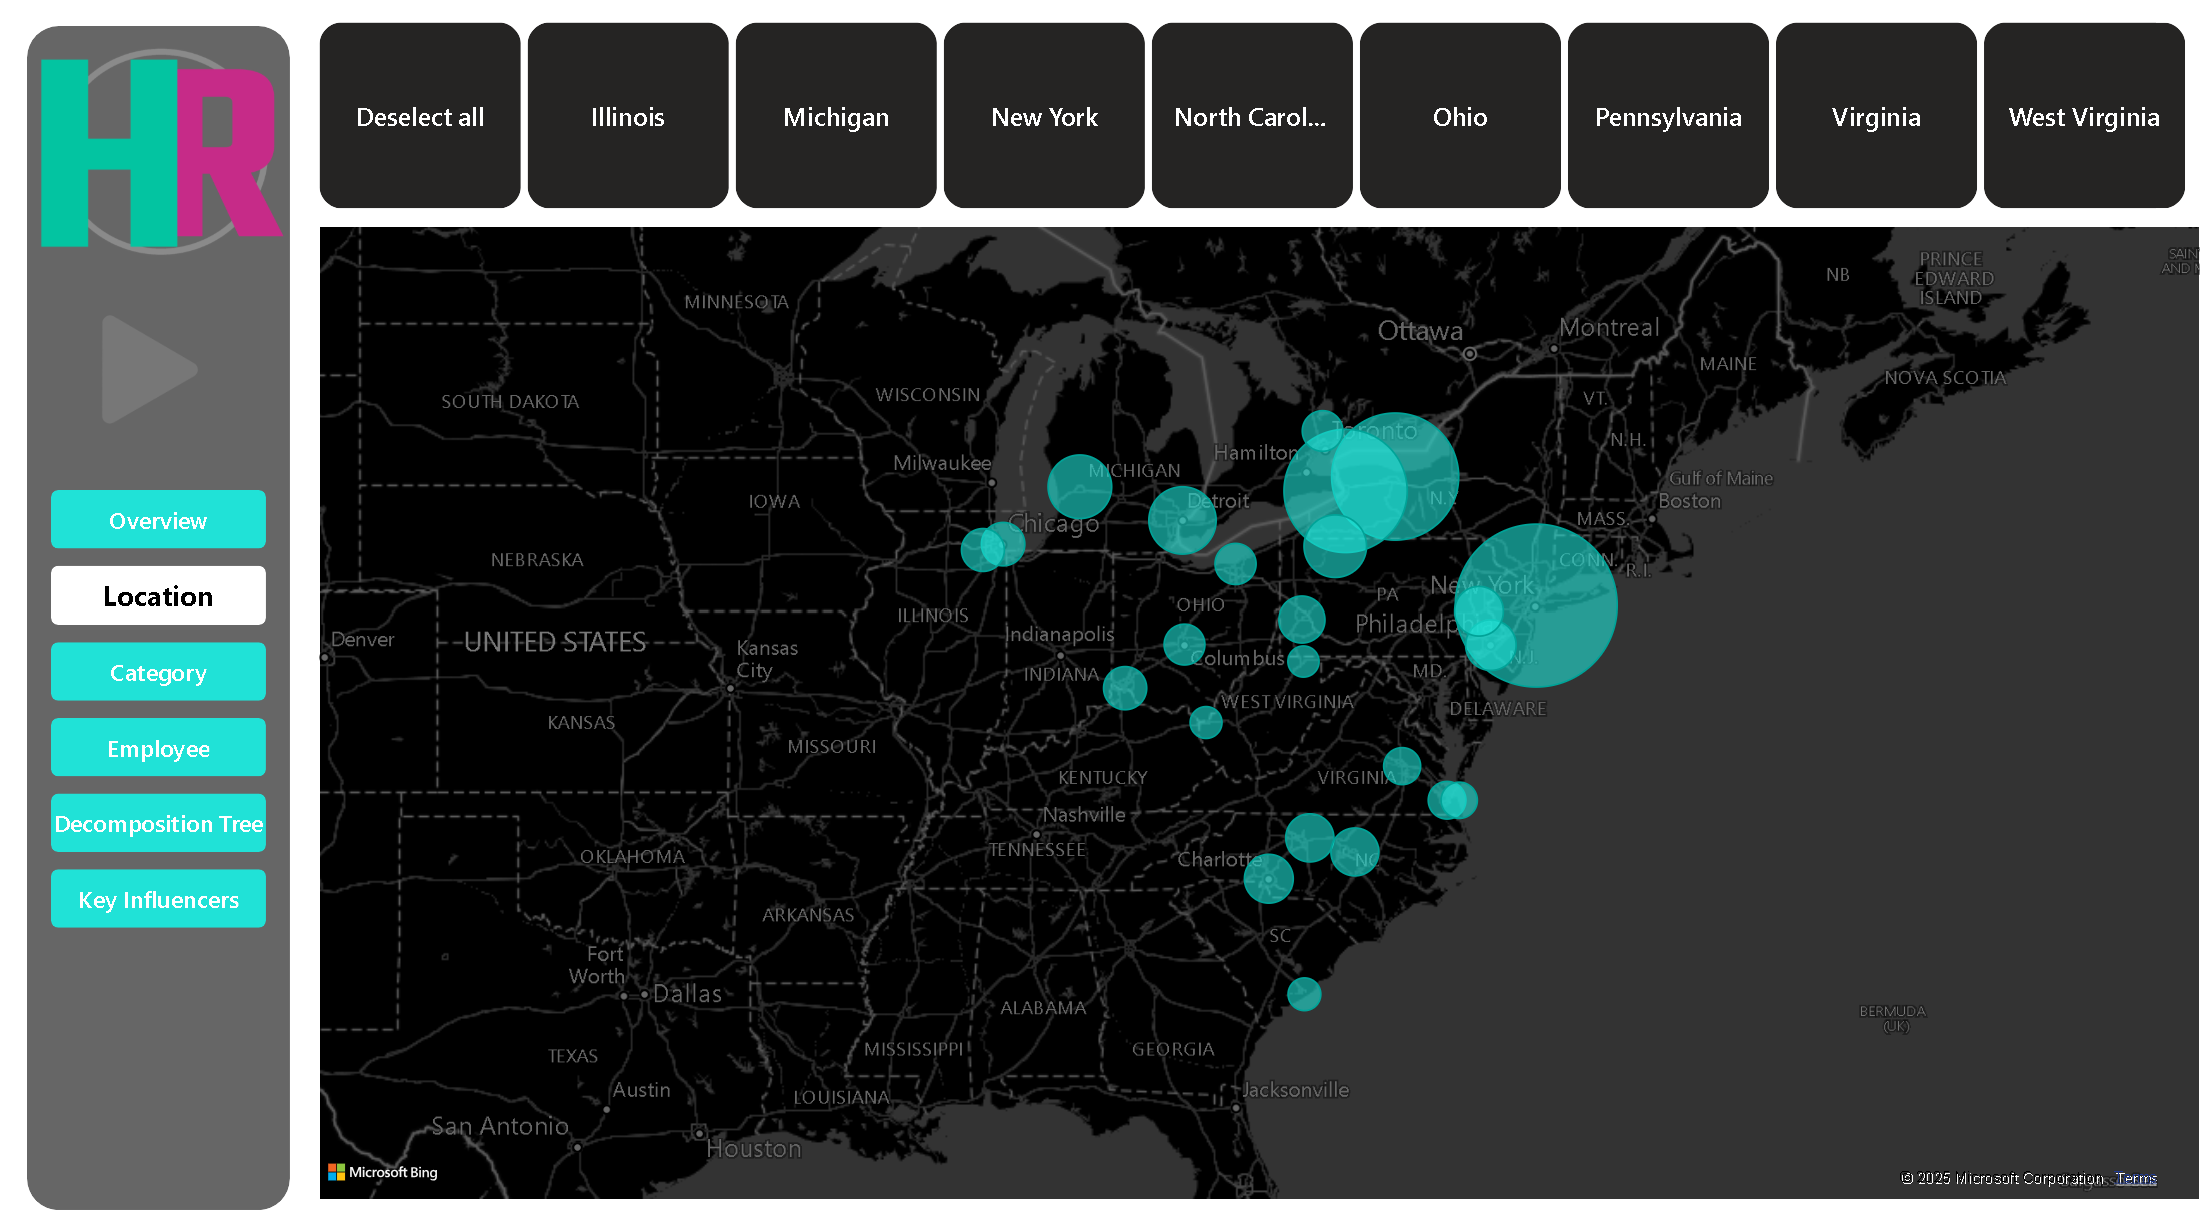 HR
Deselect all
Illinois
Michigan
New York
North Carol...
Ohio
Pennsylvania
Virginia
West Virginia
Overview
Location
Category
Employee
Decomposition Tree
Key Influencers
MINNESOTA
SOUTH DAKOTA
WISCONSIN
Milwaukee
MICHIGAN
IOWA
Chicago
Detroit
NEBRASKA
ILLINOIS
OHIO
Indianapolis
INDIANA
Columbus
Denver
UNITED STATES
Kansas
City
KANSAS
MISSOURI
WEST VIRGINIA
KENTUCKY
VIRGINIA
Nashville
TENNESSEE
OKLAHOMA
Charlotte
NC
ARKANSAS
SC
Fort
Worth
Dallas
ALABAMA
MISSISSIPPI
GEORGIA
TEXAS
Austin
LOUISIANA
Jacksonville
San Antonio
Houston
Ottawa
Montreal
MAINE
NB
PRINCE
EDWARD
ISLAND
NOVA SCOTIA
VT.
N.H.
Toronto
Hamilton
N.Y.
Gulf of Maine
Boston
MASS.
CONN.
R.I.
New York
PA
N.J.
MD.
DELAWARE
BERMUDA
(UK)
Microsoft Bing
© 2025 Microsoft Corporation
Terms